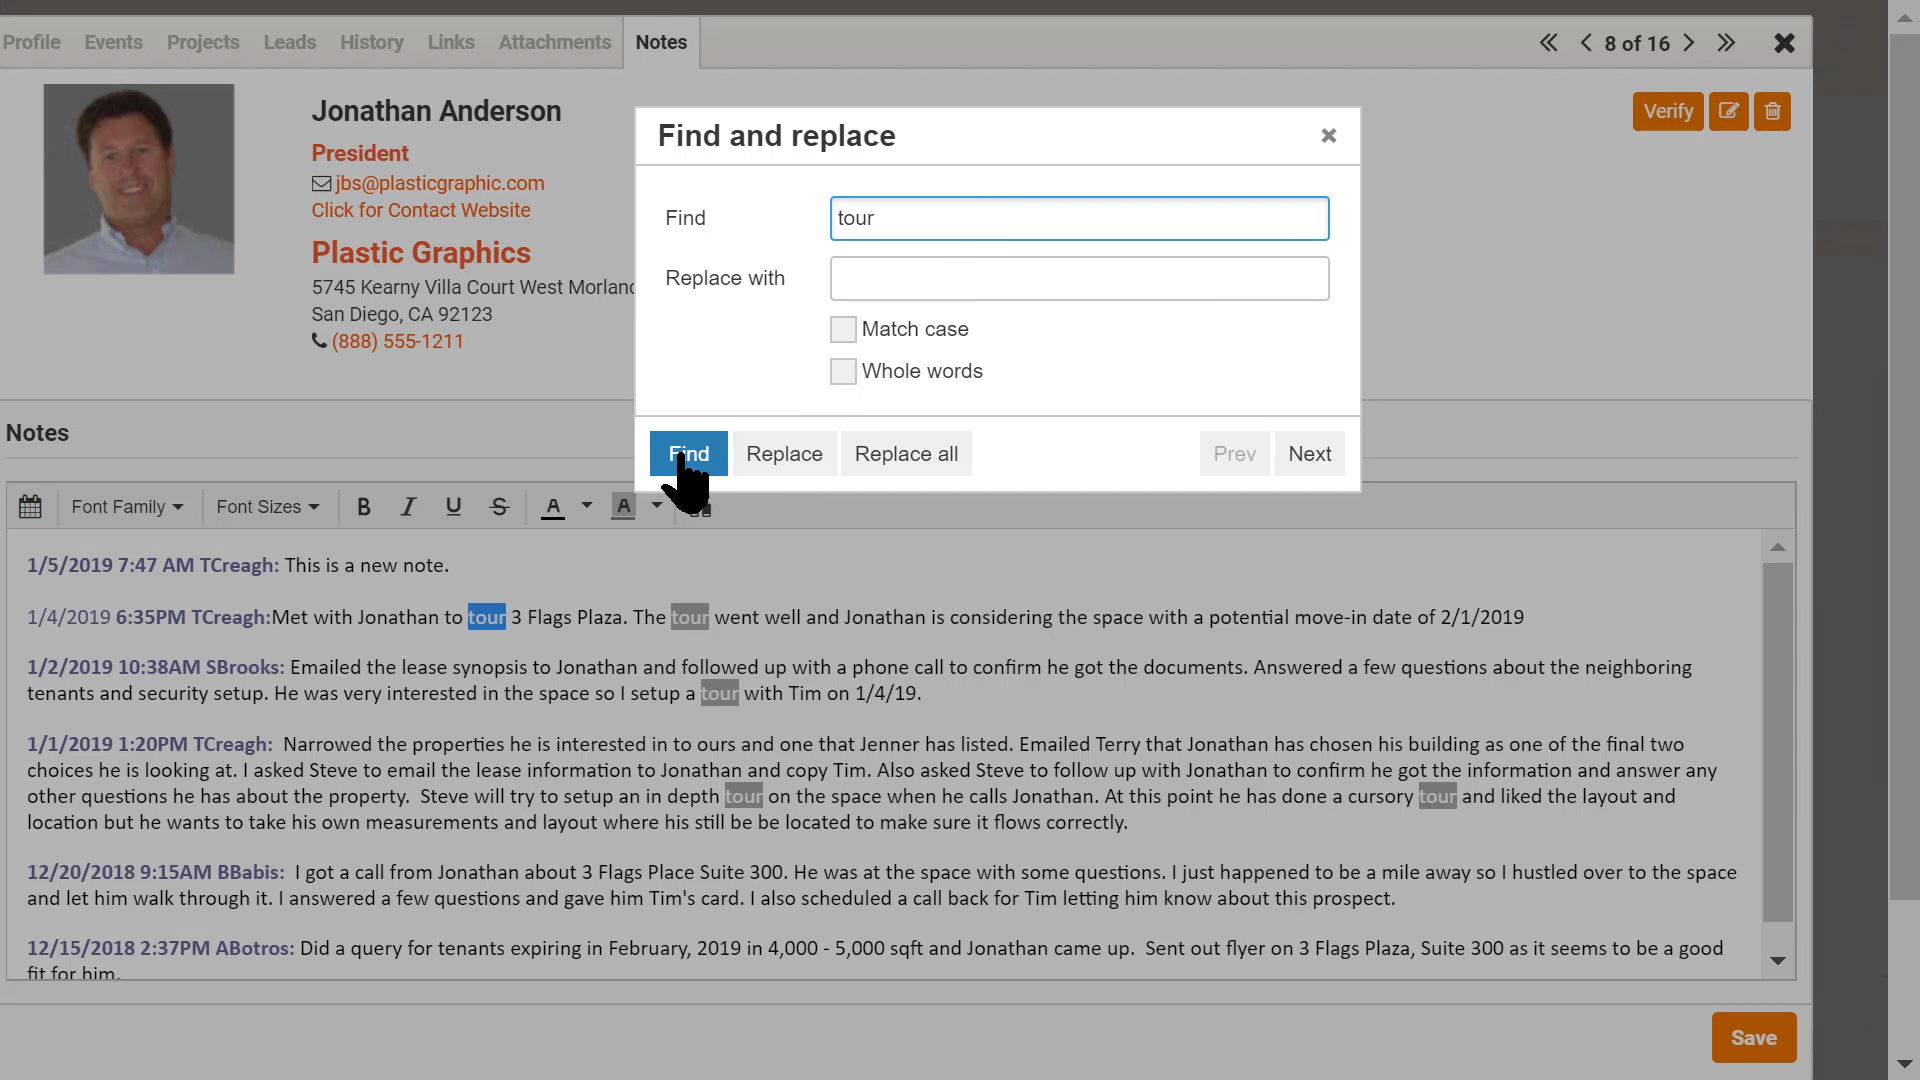 Profile Events Projects Leads History Links Attachments Notes 8 of 16
Jonathan Anderson
President
jbs@plasticgraphic.com
Click for Contact Website
Plastic Graphics
5745 Kearny Villa Court West Morland
San Diego, CA 92123
(888) 555-1211
Verify
Find and replace
Find tour
Replace with
Match case
Whole words
Find Replace Replace all Prev Next
Notes
Font Family Font Sizes B I U S A A
1/5/2019 7:47 AM TCreagh: This is a new note.
1/4/2019 6:35PM TCreagh:Met with Jonathan to tour 3 Flags Plaza. The tour went well and Jonathan is considering the space with a potential move-in date of 2/1/2019
1/2/2019 10:38AM SBrooks: Emailed the lease synopsis to Jonathan and followed up with a phone call to confirm he got the documents. Answered a few questions about the neighboring
tenants and security setup. He was very interested in the space so I setup a tour with Tim on 1/4/19.
1/1/2019 1:20PM TCreagh: Narrowed the properties he is interested in to ours and one that Jenner has listed. Emailed Terry that Jonathan has chosen his building as one of the final two
choices he is looking at. I asked Steve to email the lease information to Jonathan and copy Tim. Also asked Steve to follow up with Jonathan to confirm he got the information and answer any
other questions he has about the property. Steve will try to setup an in depth tour on the space when he calls Jonathan. At this point he has done a cursory tour and liked the layout and
location but he wants to take his own measurements and layout where his still be be located to make sure it flows correctly.
12/20/2018 9:15AM BBabis: I got a call from Jonathan about 3 Flags Place Suite 300. He was at the space with some questions. I just happened to be a mile away so I hustled over to the space
and let him walk through it. I answered a few questions and gave him Tim's card. I also scheduled a call back for Tim letting him know about this prospect.
12/15/2018 2:37PM ABotros: Did a query for tenants expiring in February, 2019 in 4,000 - 5,000 sqft and Jonathan came up. Sent out flyer on 3 Flags Plaza, Suite 300 as it seems to be a good
fit for him.
Save